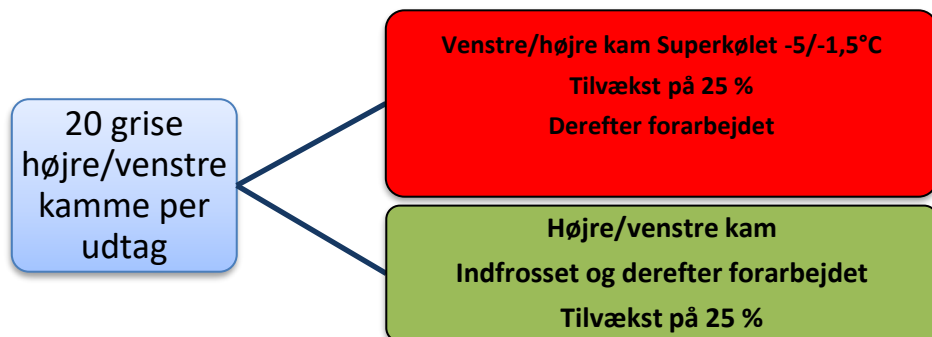 20 grise
højre/venstre
kamme per
udtag
Venstre/højre kam Superkølet -5/-1,5°C
Tilvækst på 25 %
Derefter forarbejdet
Højre/venstre kam
Indfrosset og derefter forarbejdet
Tilvækst på 25 %